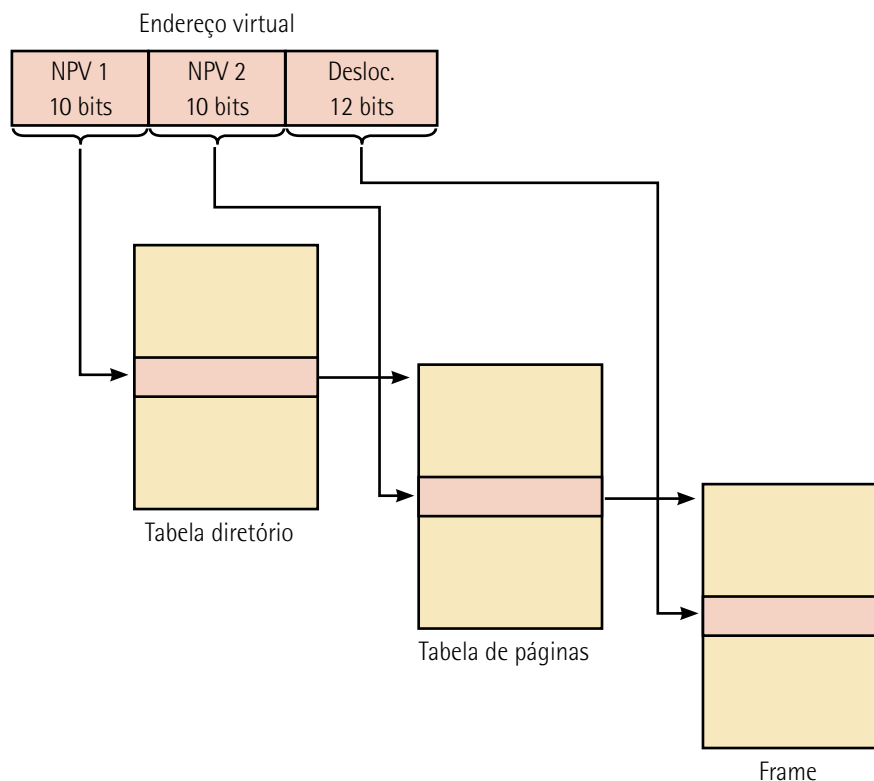 Endereço virtual
NPV 1
10 bits
NPV 2
10 bits
Desloc.
12 bits
Tabela diretório
Tabela de páginas
Frame